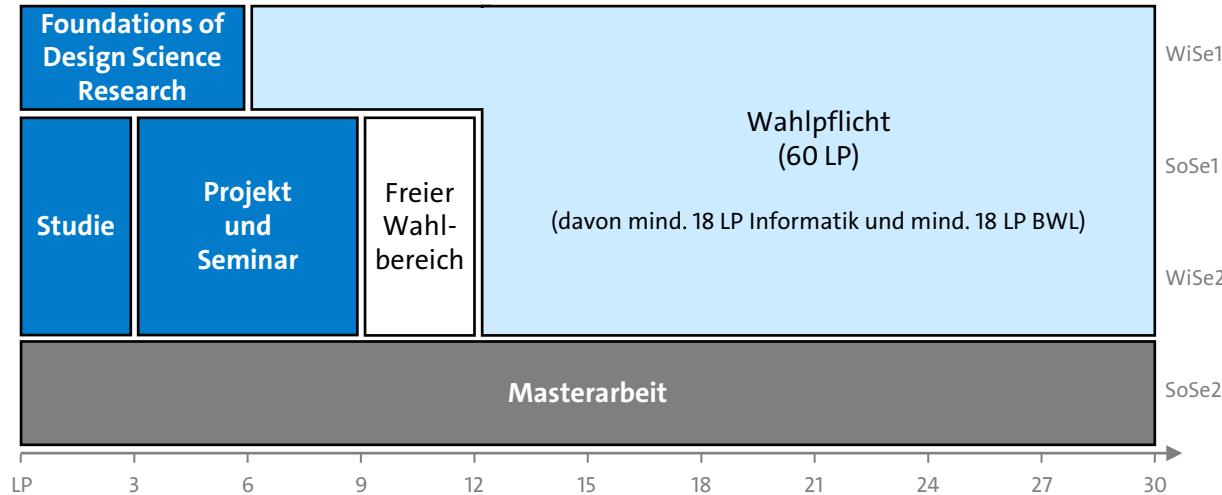 Foundations of
Design Science
Research
WiSe1
Wahlpflicht
(60 LP)
(davon mind. 18 LP Informatik und mind. 18 LP BWL)
SoSe1
Studie
Projekt
und
Seminar
Freier
Wahl-
bereich
WiSe2
Masterarbeit
SoSe2
LP 3 6 9 12 15 18 21 24 27 30